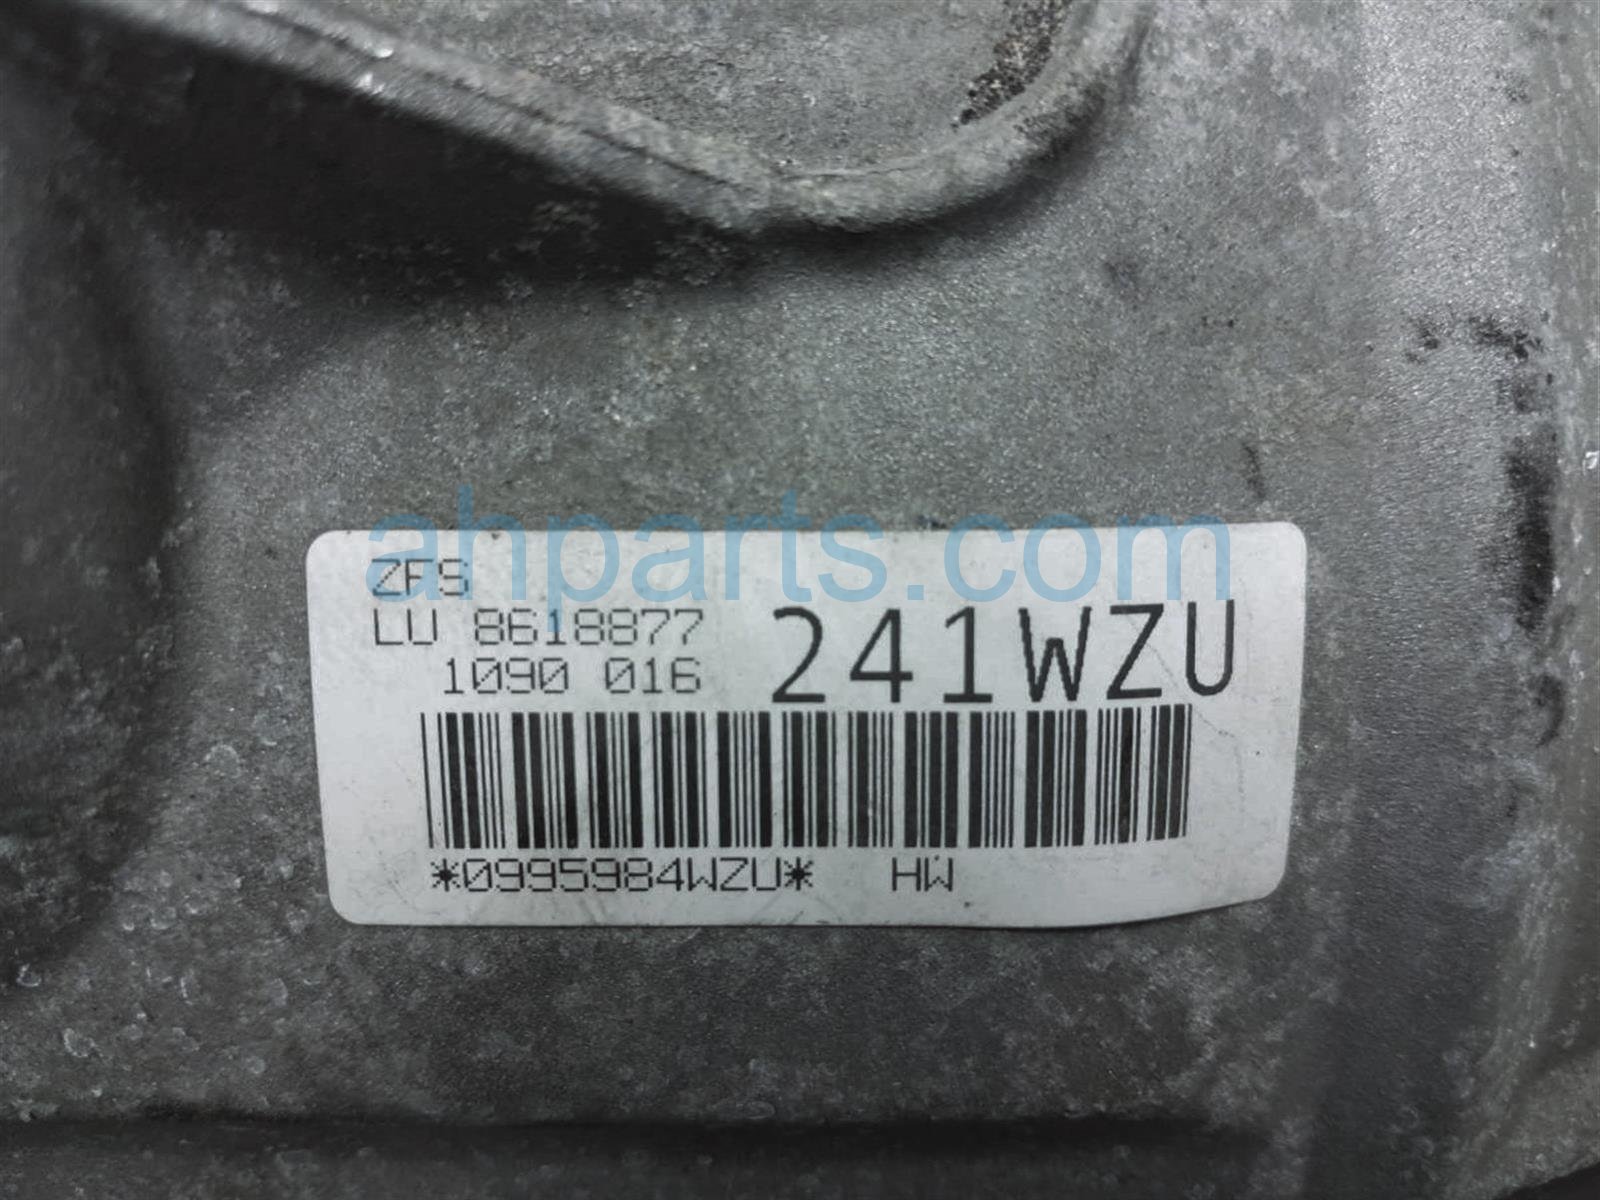 ahparts.com
ZFS
LU 8618877
1090 016
241WZU
*0995984WZU* HW